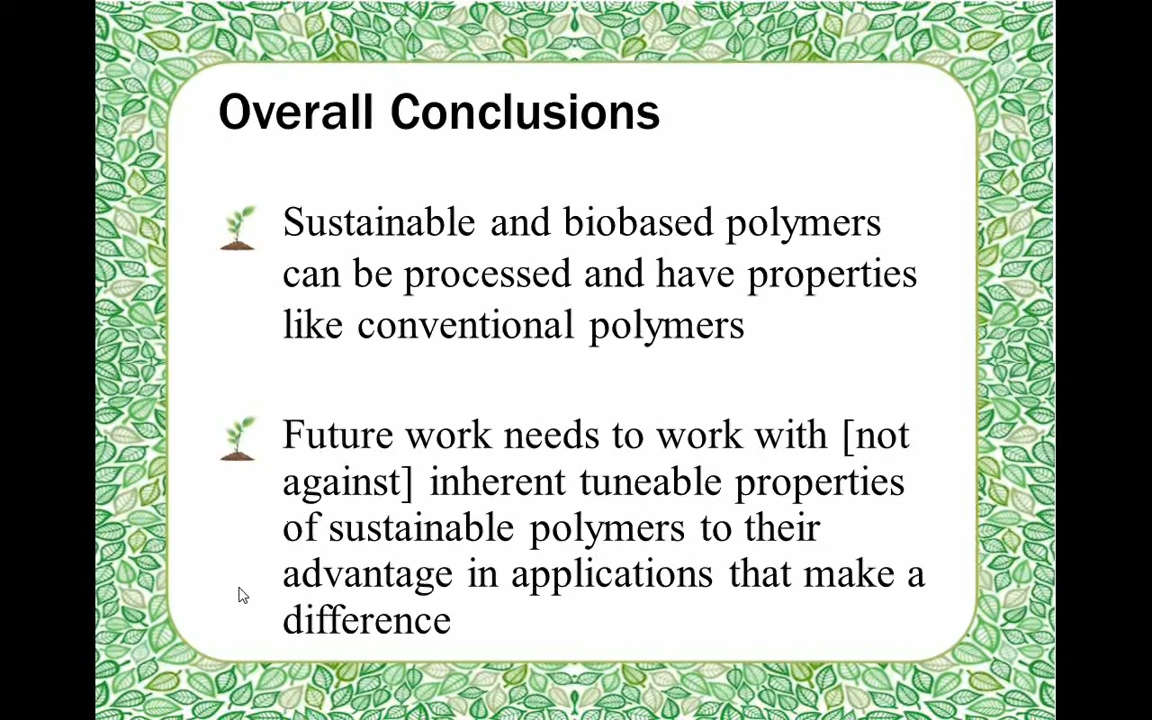 Overall Conclusions
Sustainable and biobased polymers
can be processed and have properties
like conventional polymers
Future work needs to work with [not
against] inherent tuneable properties
of sustainable polymers to their
advantage in applications that make a
difference